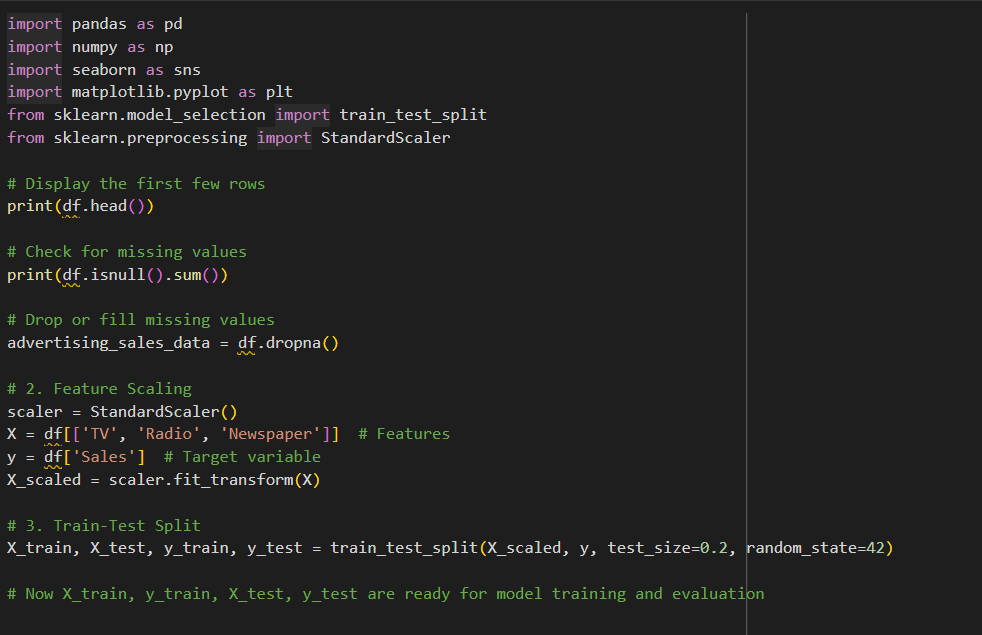 import pandas as pd
import numpy as np
import seaborn as sns
import matplotlib.pyplot as plt
from sklearn.model_selection import train_test_split
from sklearn.preprocessing import StandardScaler
# Display the first few rows
print(df.head())
# Check for missing values
print(df.isnull().sum())
# Drop or fill missing values
advertising_sales_data = df.dropna()
# 2. Feature Scaling
scaler = StandardScaler()
X = df[['TV', 'Radio', 'Newspaper']]  # Features
y = df['Sales']  # Target variable
X_scaled = scaler.fit_transform(X)
# 3. Train-Test Split
X_train, X_test, y_train, y_test = train_test_split(X_scaled, y, test_size=0.2, random_state=42)
# Now X_train, y_train, X_test, y_test are ready for model training and evaluation